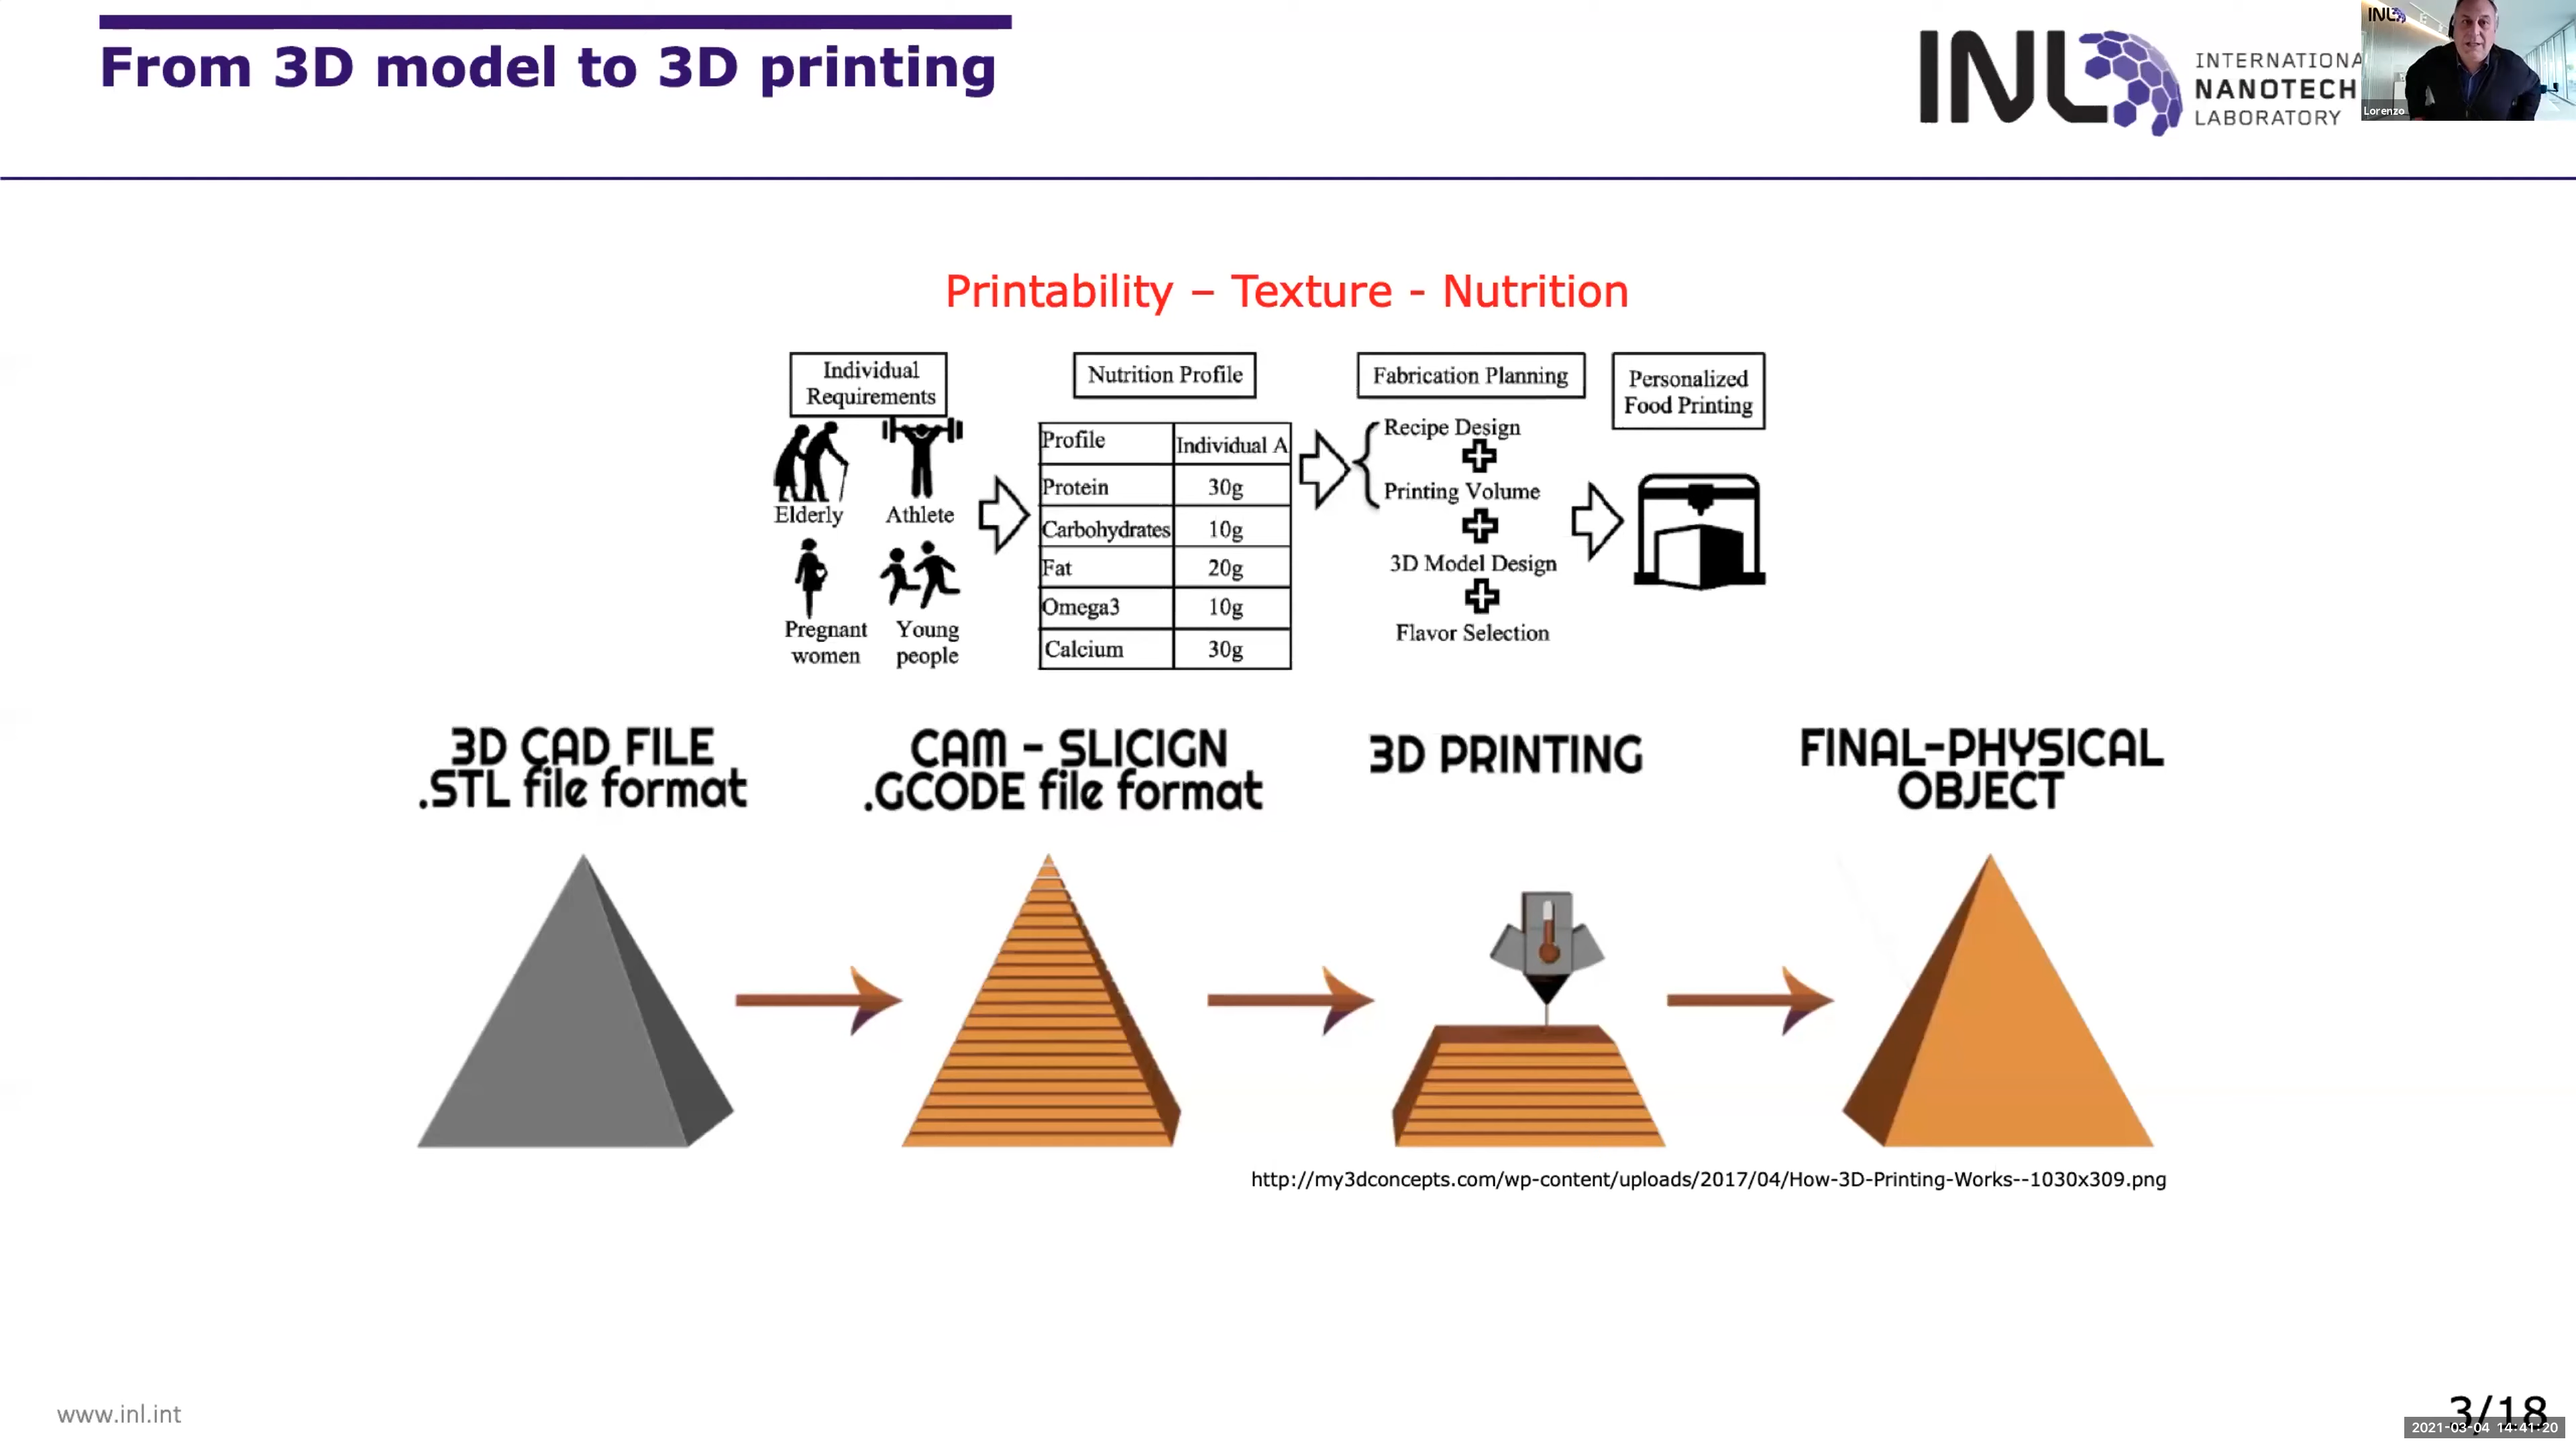 From 3D model to 3D printing
INL
INTERNATIONA
NANOTECH
LABORATORY
INL
Lorenzo
Printability – Texture - Nutrition
Individual
Requirements
Elderly
Athlete
Pregnant
women
Young
people
Nutrition Profile
Profile Individual A
Protein 30g
Carbohydrates 10g
Fat 20g
Omega3 10g
Calcium 30g
Fabrication Planning
Recipe Design
Printing Volume
3D Model Design
Flavor Selection
Personalized
Food Printing
3D CAD FILE
.STL file format
CAM - SLICIGN
.GCODE file format
3D PRINTING
FINAL-PHYSICAL
OBJECT
http://my3dconcepts.com/wp-content/uploads/2017/04/How-3D-Printing-Works--1030x309.png
www.inl.int
3/18
2021-03-04 14:41:20